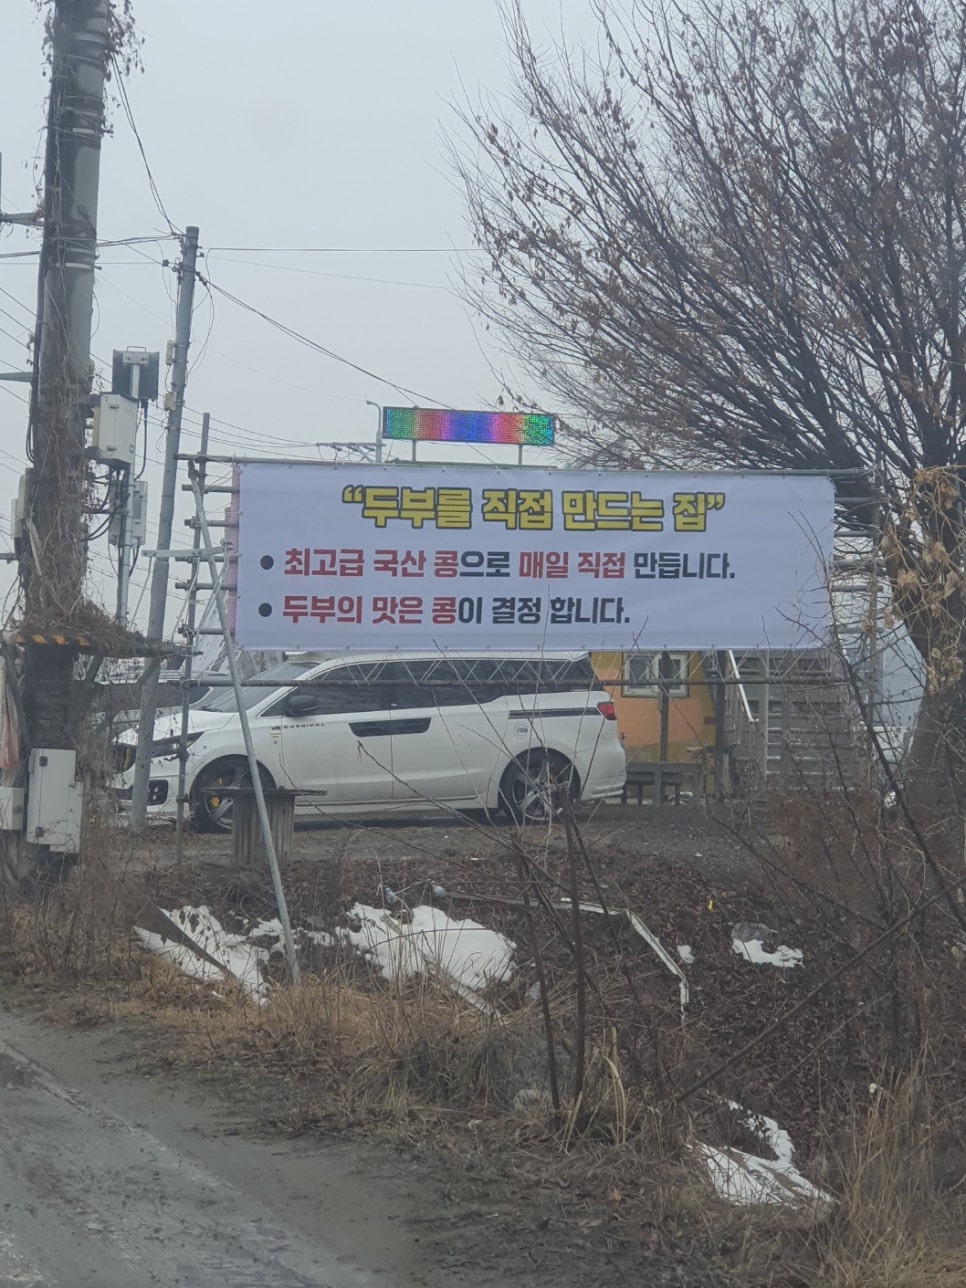 “두부를 직접 만드는 집”
● 최고급 국산 콩으로 매일 직접 만듭니다.
● 두부의 맛은 콩이 결정 합니다.
CARNIVAL